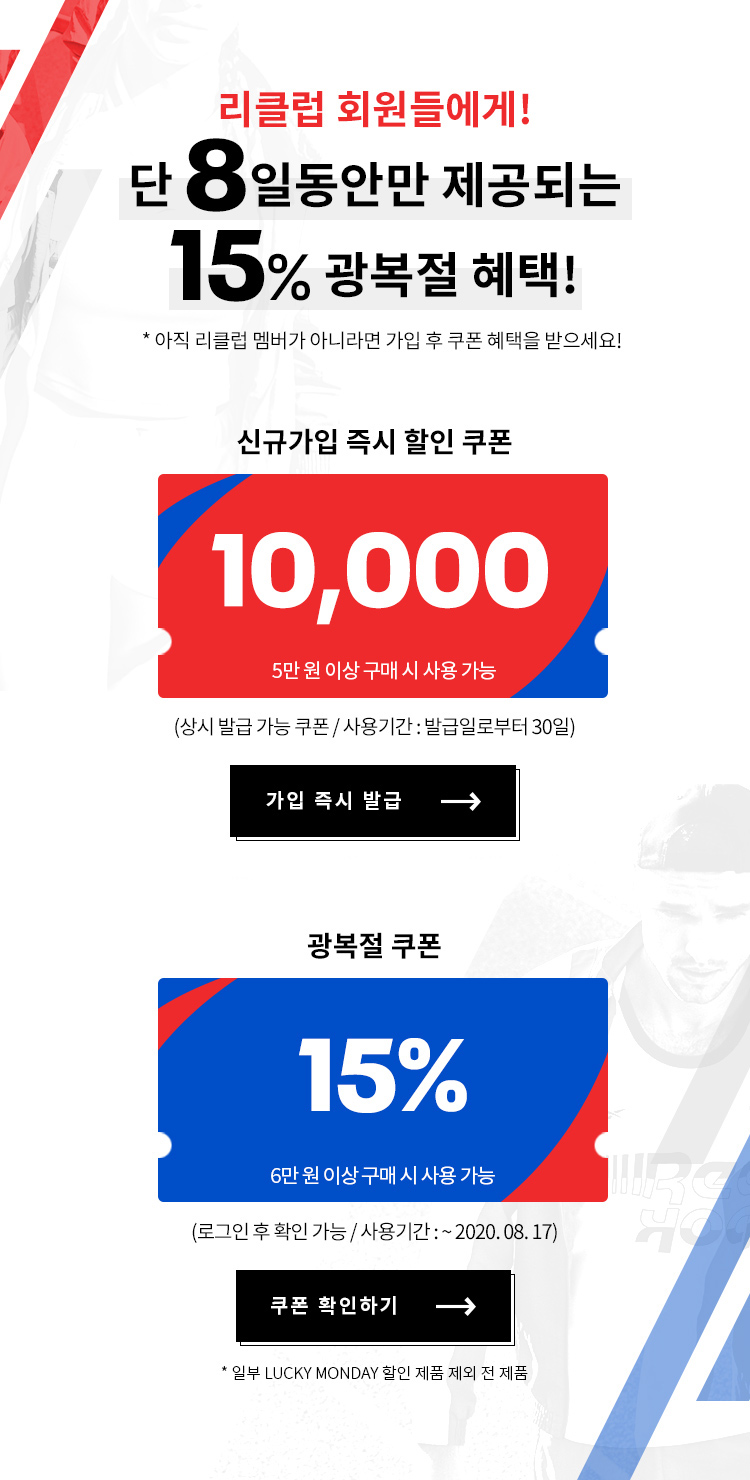 리클럽 회원들에게!
단 8일동안만 제공되는
15% 광복절 혜택!
* 아직 리클럽 멤버가 아니라면 가입 후 쿠폰 혜택을 받으세요!
신규가입 즉시 할인 쿠폰
10,000
5만 원 이상 구매 시 사용 가능
(상시 발급 가능 쿠폰 / 사용기간 : 발급일로부터 30일)
가입 즉시 발급
광복절 쿠폰
15%
6만 원 이상 구매 시 사용 가능
(로그인 후 확인 가능 / 사용기간 : ~ 2020. 08. 17)
쿠폰 확인하기
* 일부 LUCKY MONDAY 할인 제품 제외 전 제품